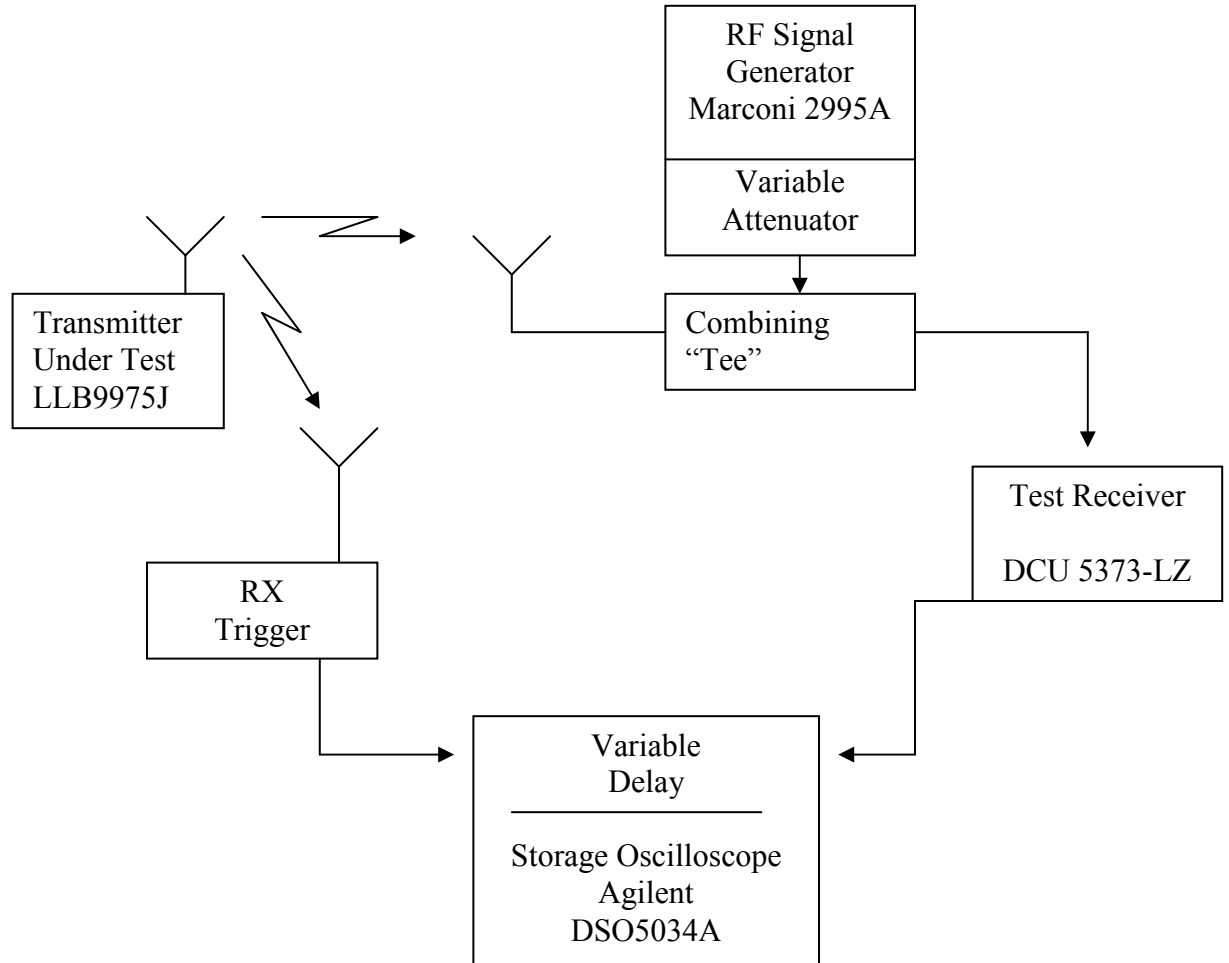 RF Signal
Generator
Marconi 2995A
Variable
Attenuator
Transmitter
Under Test
LLB9975J
Combining
“Tee”
Test Receiver
DCU 5373-LZ
RX
Trigger
Variable
Delay
Storage Oscilloscope
Agilent
DSO5034A